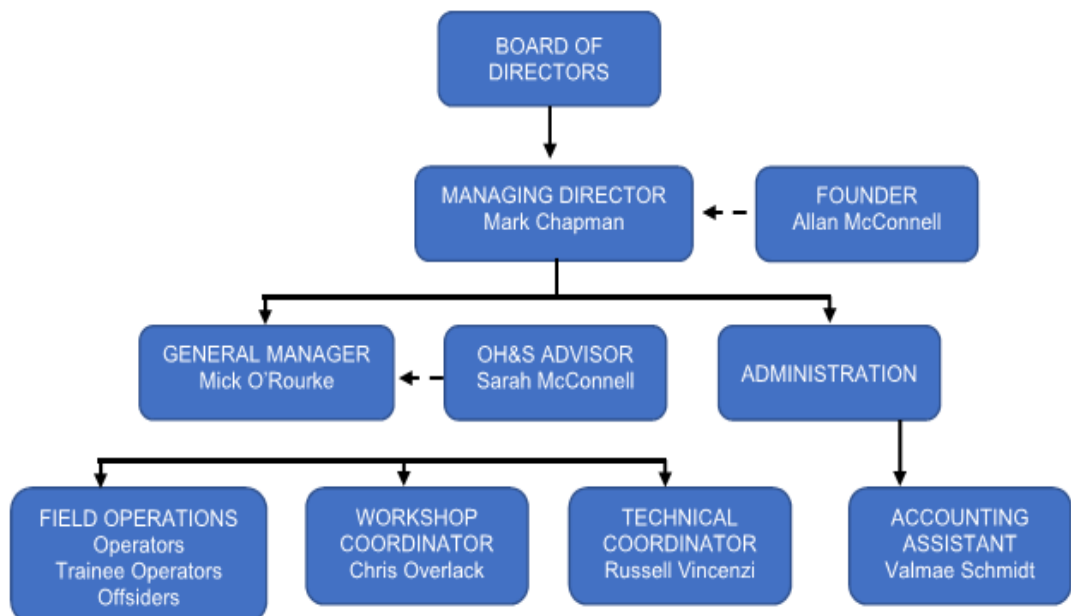 BOARD OF
DIRECTORS
MANAGING DIRECTOR
Mark Chapman
FOUNDER
Allan McConnell
GENERAL MANAGER
Mick O'Rourke
OH&S ADVISOR
Sarah McConnell
ADMINISTRATION
FIELD OPERATIONS
Operators
Trainee Operators
Offsiders
WORKSHOP
COORDINATOR
Chris Overlack
TECHNICAL
COORDINATOR
Russell Vincenzi
ACCOUNTING
ASSISTANT
Valmae Schmidt